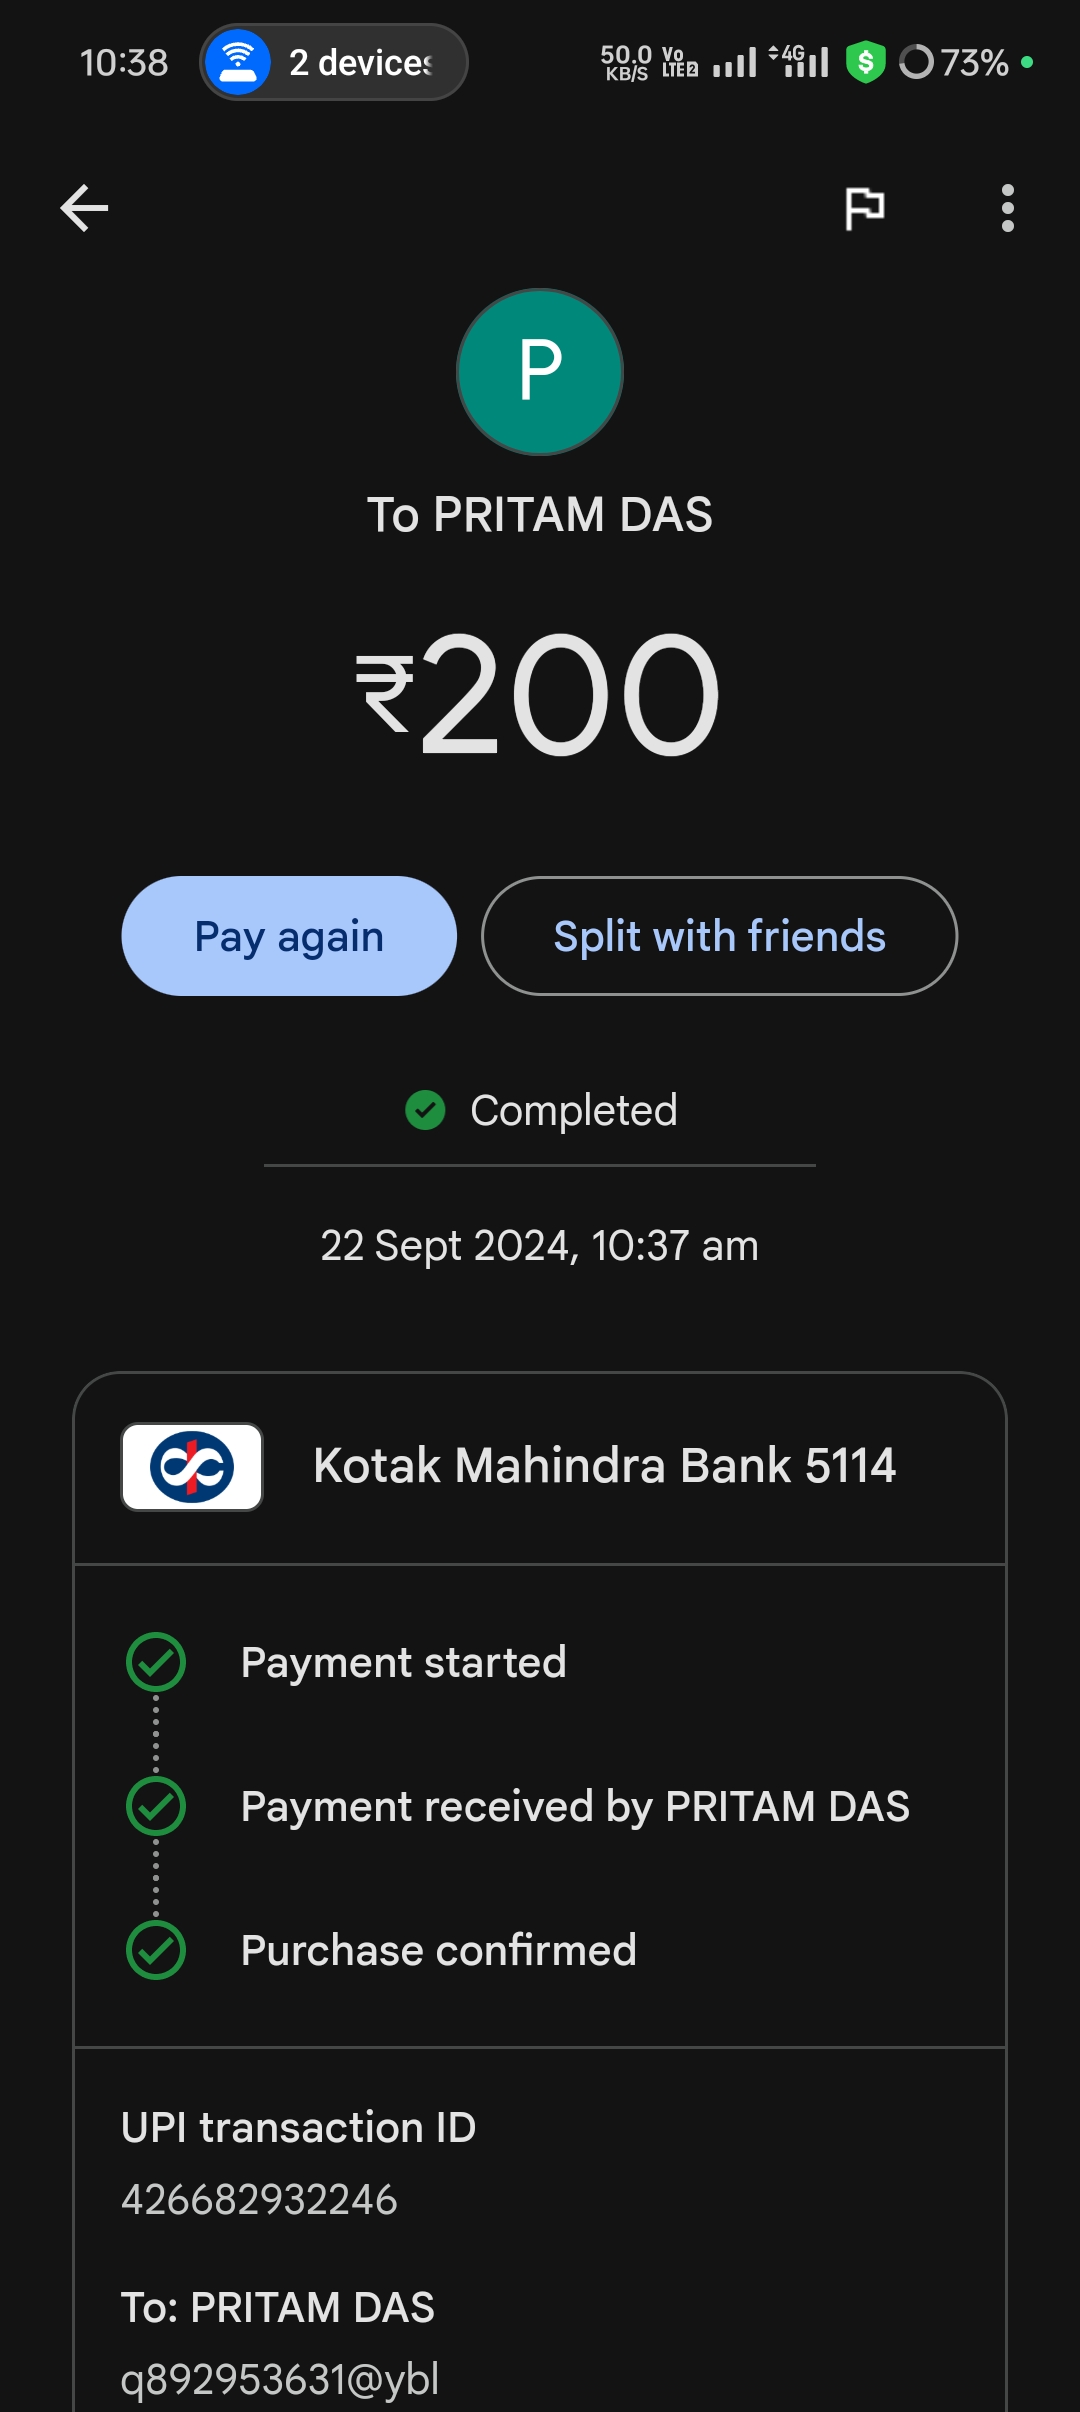 10:38 2 devices 50.0 KB/S Vo LTE2 4G 73%
P
To PRITAM DAS
₹200
Pay again Split with friends
Completed
22 Sept 2024, 10:37 am
Kotak Mahindra Bank 5114
Payment started
Payment received by PRITAM DAS
Purchase confirmed
UPI transaction ID
426682932246
To: PRITAM DAS
q892953631@ybl